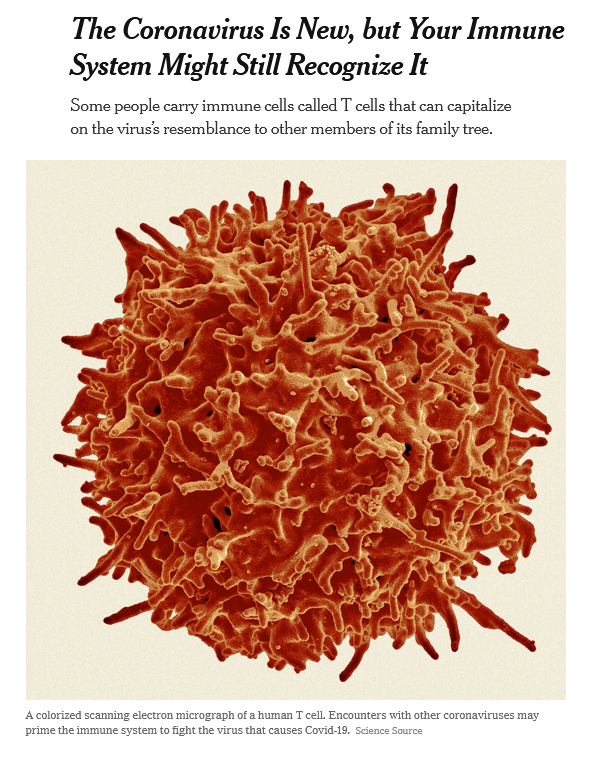 The Coronavirus Is New, but Your Immune
System Might Still Recognize It
Some people carry immune cells called T cells that can capitalize
on the virus’s resemblance to other members of its family tree.
A colorized scanning electron micrograph of a human T cell. Encounters with other coronaviruses may
prime the immune system to fight the virus that causes Covid-19. Science Source